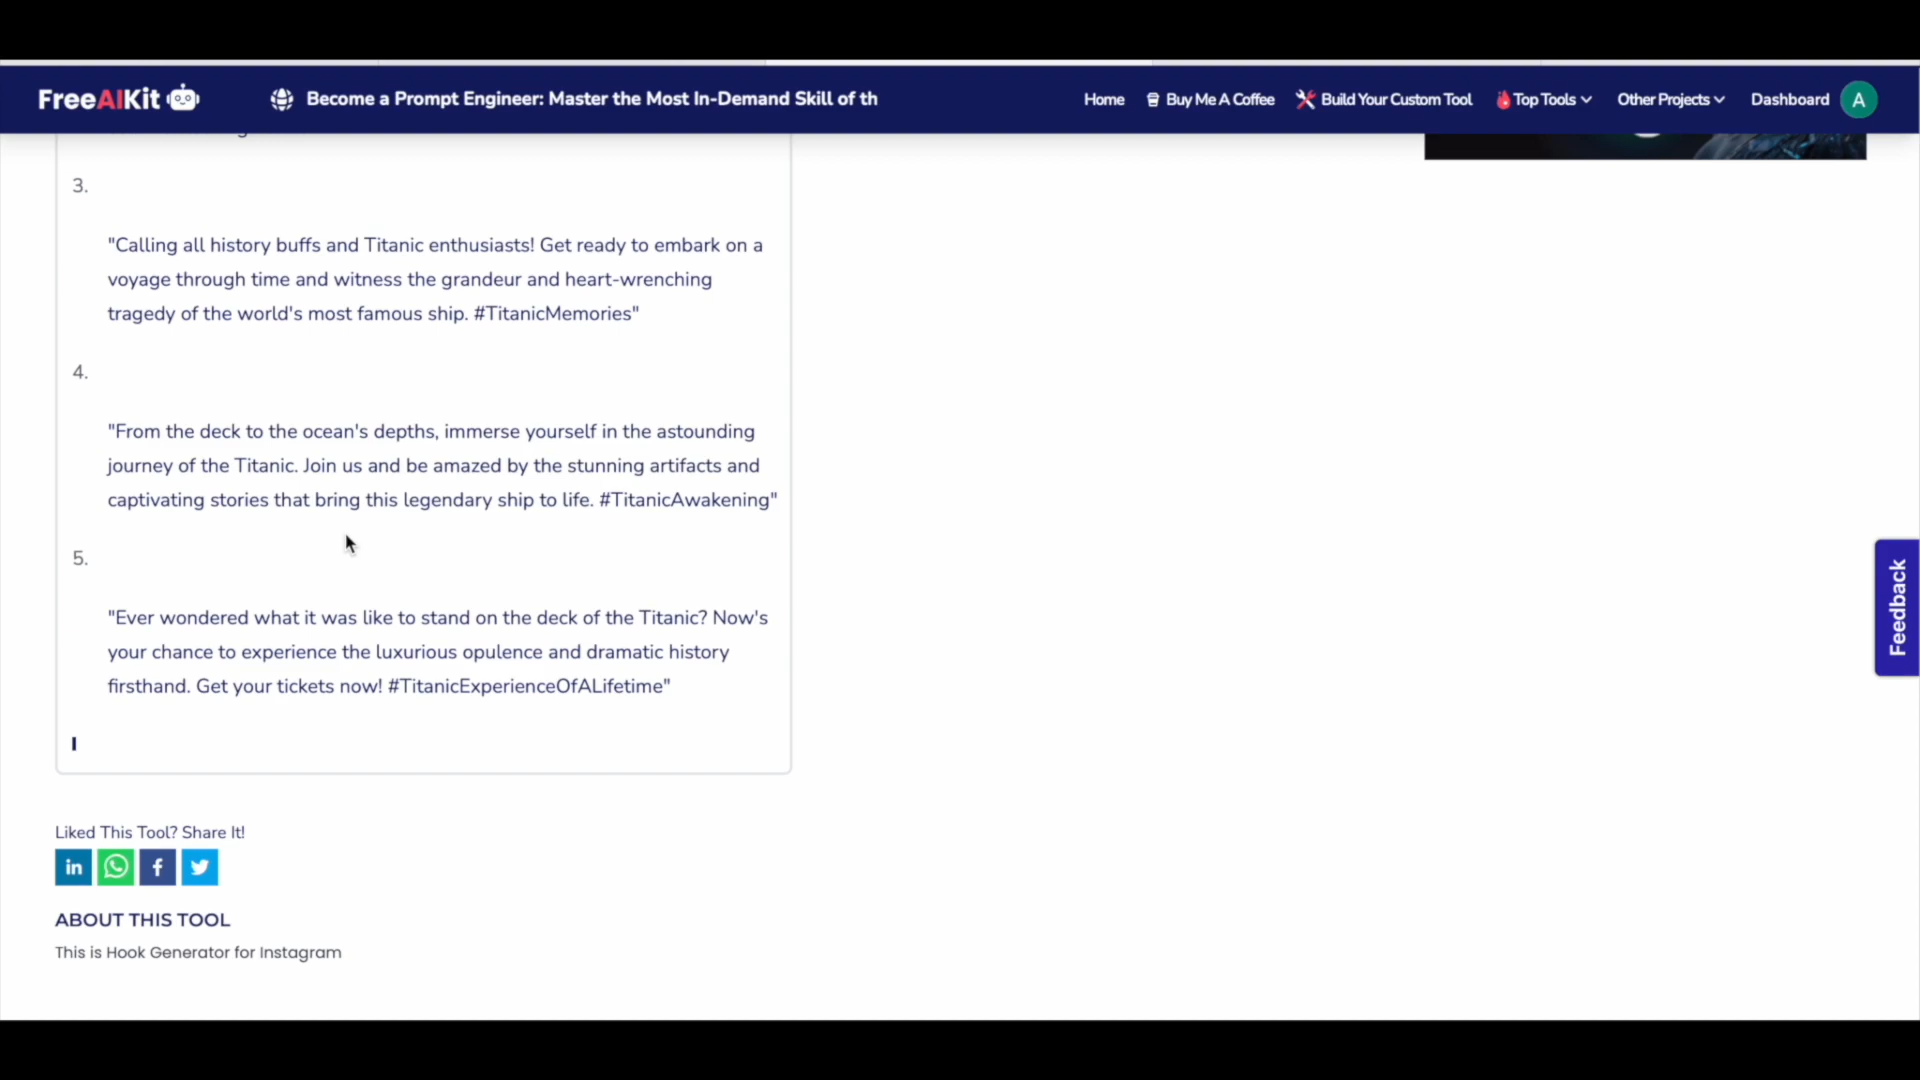 FreeAIKit
Become a Prompt Engineer: Master the Most In-Demand Skill of th
Home
Buy Me A Coffee
Build Your Custom Tool
Top Tools
Other Projects
Dashboard
A
3.
"Calling all history buffs and Titanic enthusiasts! Get ready to embark on a
voyage through time and witness the grandeur and heart-wrenching
tragedy of the world's most famous ship. #TitanicMemories"
4.
"From the deck to the ocean's depths, immerse yourself in the astounding
journey of the Titanic. Join us and be amazed by the stunning artifacts and
captivating stories that bring this legendary ship to life. #TitanicAwakening"
5.
"Ever wondered what it was like to stand on the deck of the Titanic? Now's
your chance to experience the luxurious opulence and dramatic history
firsthand. Get your tickets now! #TitanicExperienceOfALifetime"
Feedback
Liked This Tool? Share It!
in
f
ABOUT THIS TOOL
This is Hook Generator for Instagram